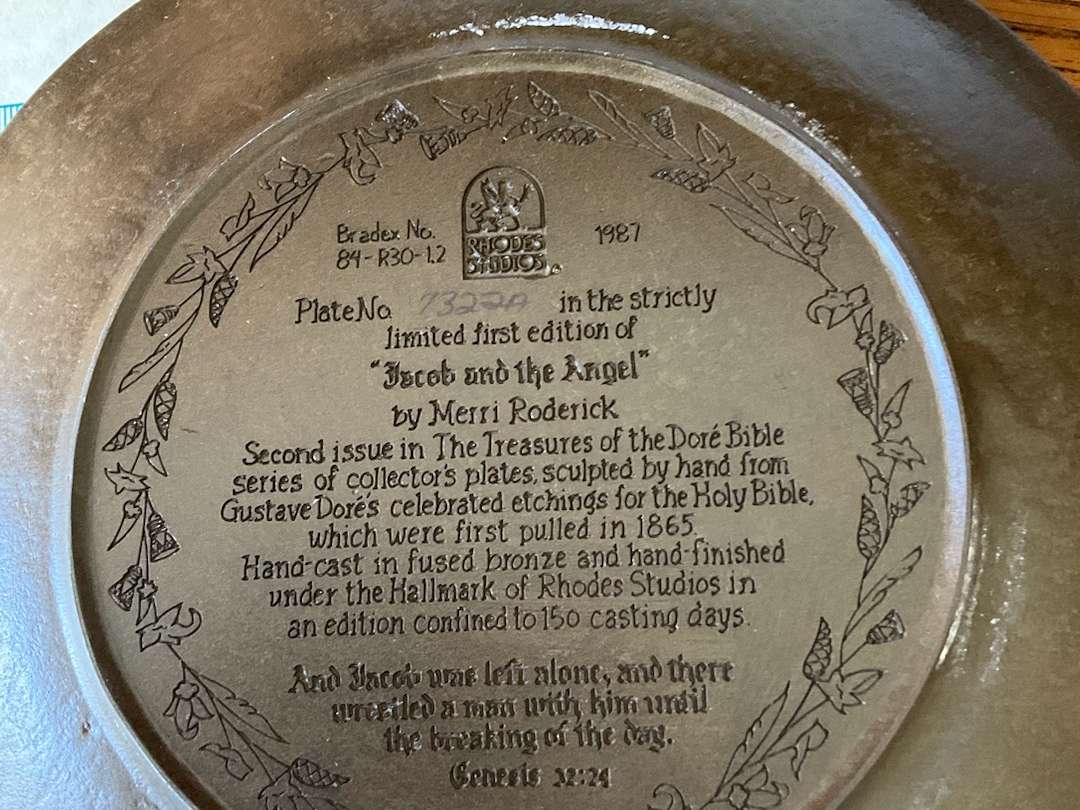 RHODES
STUDIOS
Bradex No.
84-R30-1.2
1987
Plate No. 7322A in the strictly
limited first edition of
"Jacob and the Angel"
by Merri Roderick
Second issue in The Treasures of the Doré Bible
series of collector's plates, sculpted by hand from
Gustave Doré's celebrated etchings for the Holy Bible,
which were first pulled in 1865.
Hand-cast in fused bronze and hand-finished
under the Hallmark of Rhodes Studios in
an edition confined to 150 casting days.
And Jacob was left alone, and there
wrestled a man with him until
the breaking of the day.
Genesis 32:24